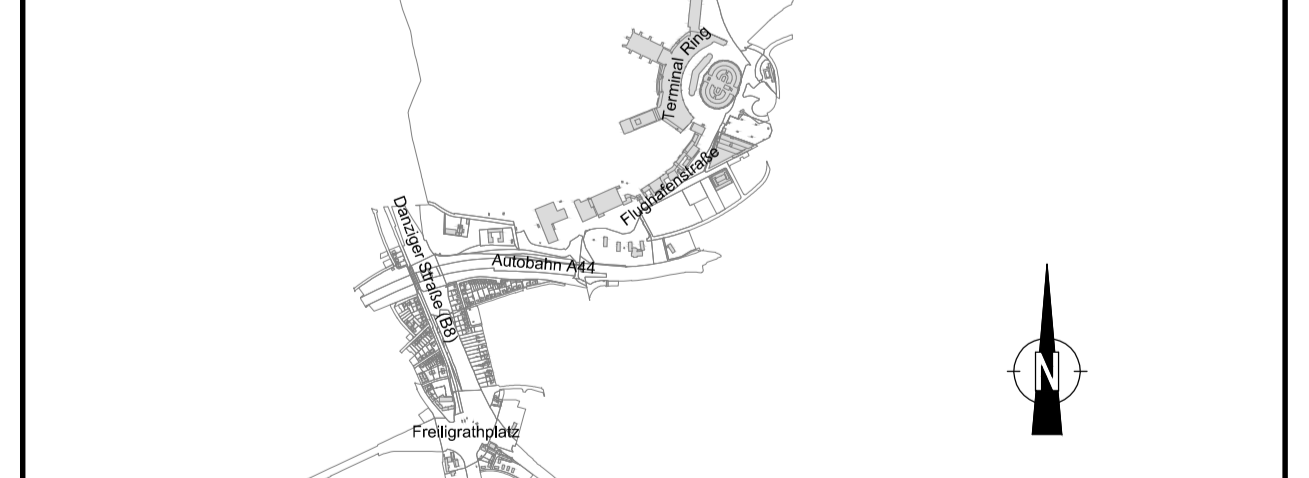 Terminal Ring
Flughafenstraße
Danziger Straße (B8)
Autobahn A44
N
Freiligrathplatz